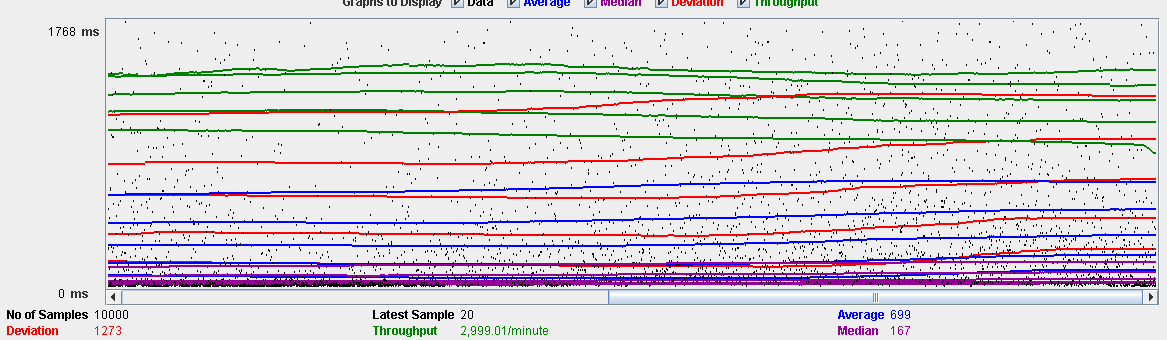 Graphs to Display Data Average Median Deviation Throughput
1768 ms
0 ms
No of Samples 10000 Latest Sample 20 Average 699
Deviation 1273 Throughput 2,999.01/minute Median 167